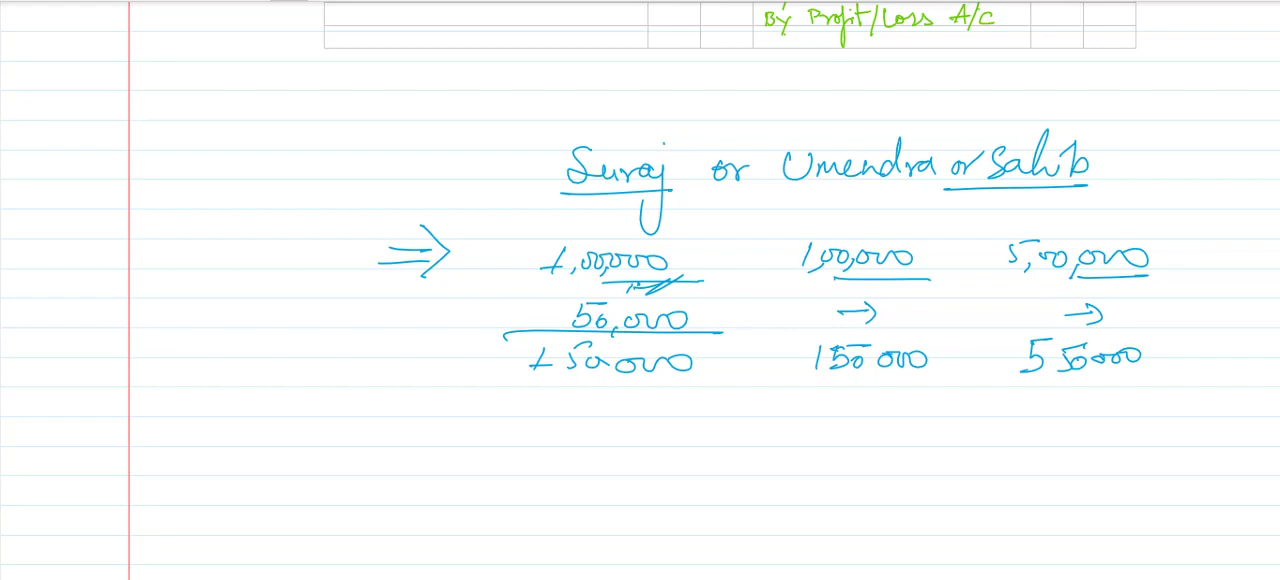 By Profit/Loss A/C
Suraj or Umendra or Sahib
⇒ 1,00,000 1,00,000 5,00,000
50,000 → →
150000 150000 550000